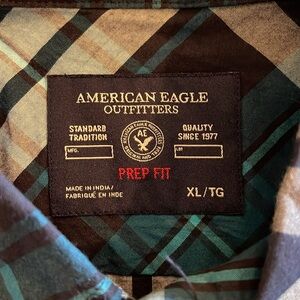 AMERICAN EAGLE
OUTFITTERS
STANDARD
TRADITION
QUALITY
SINCE 1977
MFG.
AE
PREP FIT
MADE IN INDIA/
FABRIQUÉ EN INDE
XL/TG